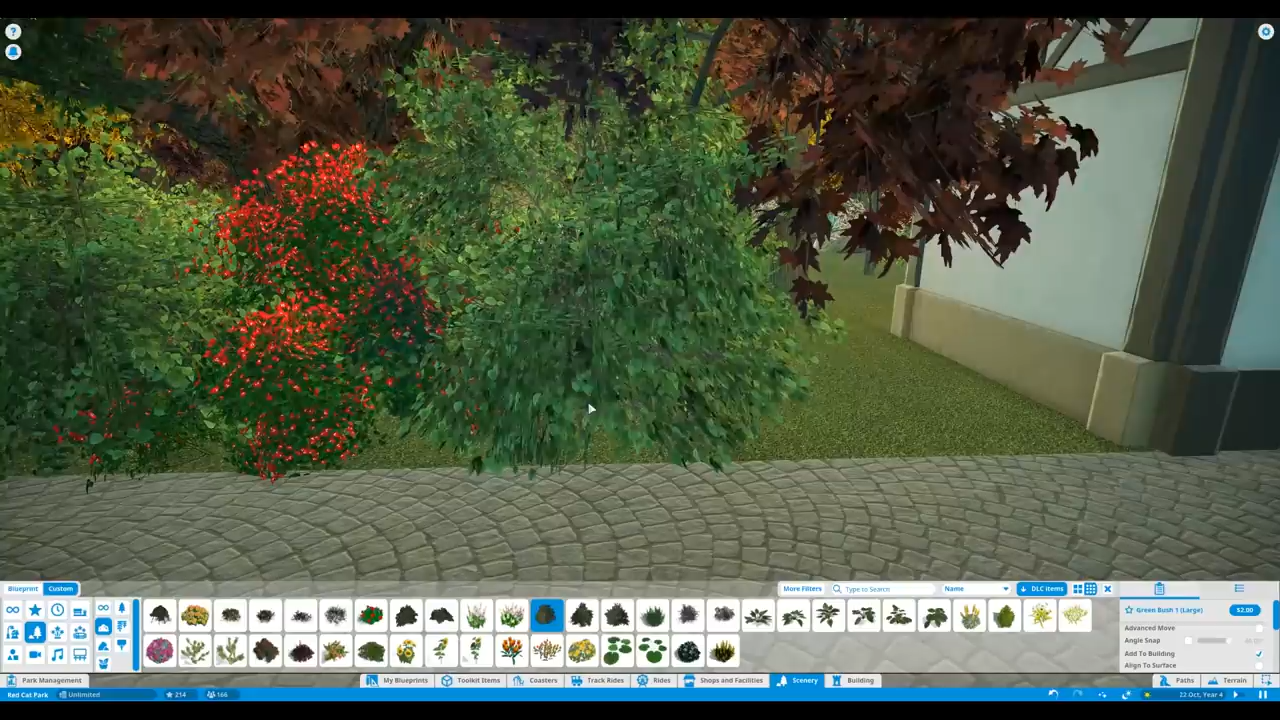 ?
Blueprint Custom
More Filters Type to Search Name DLC items
Green Bush 1 (Large) $2.00
Advanced Move
Angle Snap
Add To Building
Align To Surface
Park Management My Blueprints Toolkit Items Coasters Track Rides Rides Shops and Facilities Scenery Building Paths Terrain
Red Cat Park Unlimited 214 166 22 Oct, Year 4